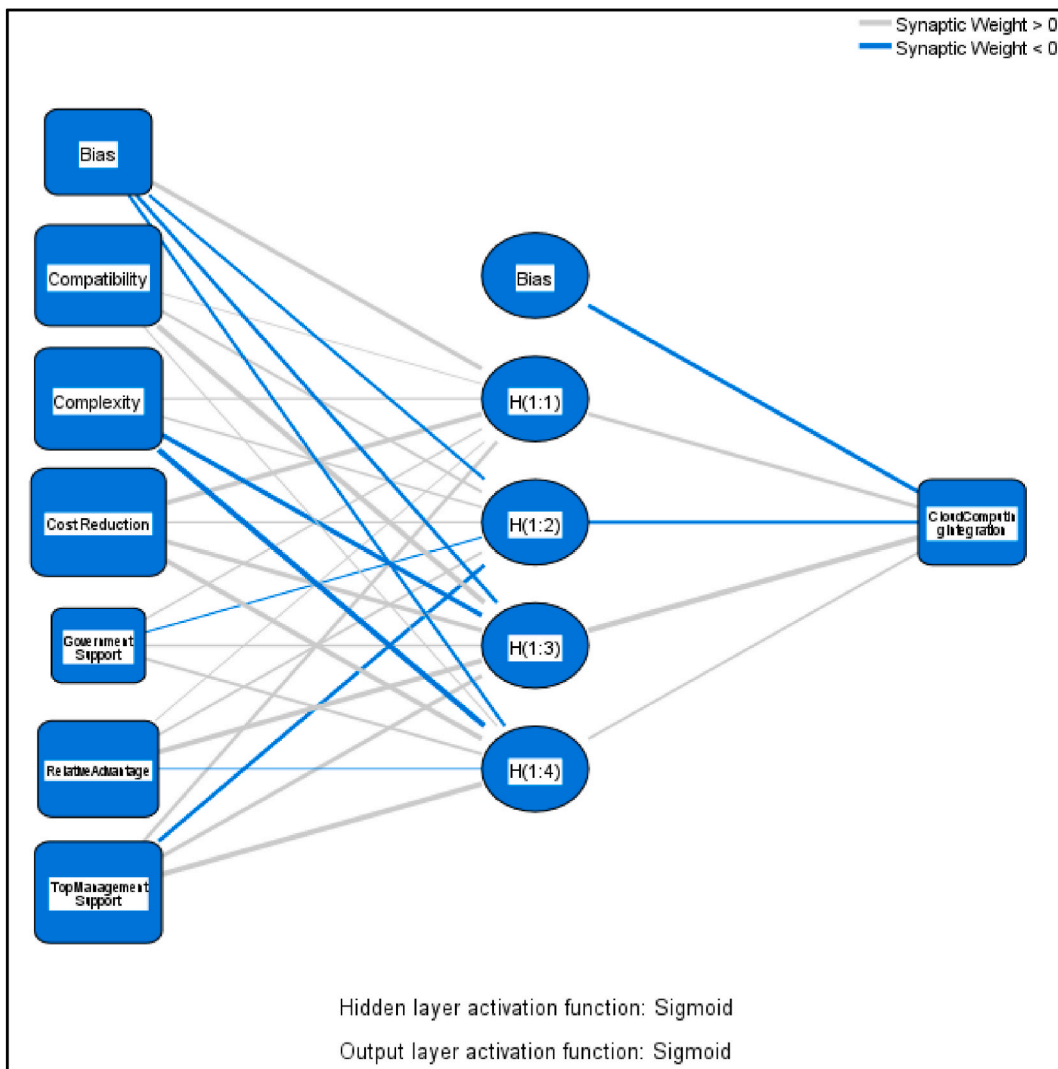 Synaptic Weight > 0
Synaptic Weight < 0
Bias
Compatibility
Complexity
Cost Reduction
Government
Support
RelativeAdvantage
TopManagement
Support
Bias
H(1:1)
H(1:2)
H(1:3)
H(1:4)
CloudComputin
gIntegration
Hidden layer activation function: Sigmoid
Output layer activation function: Sigmoid